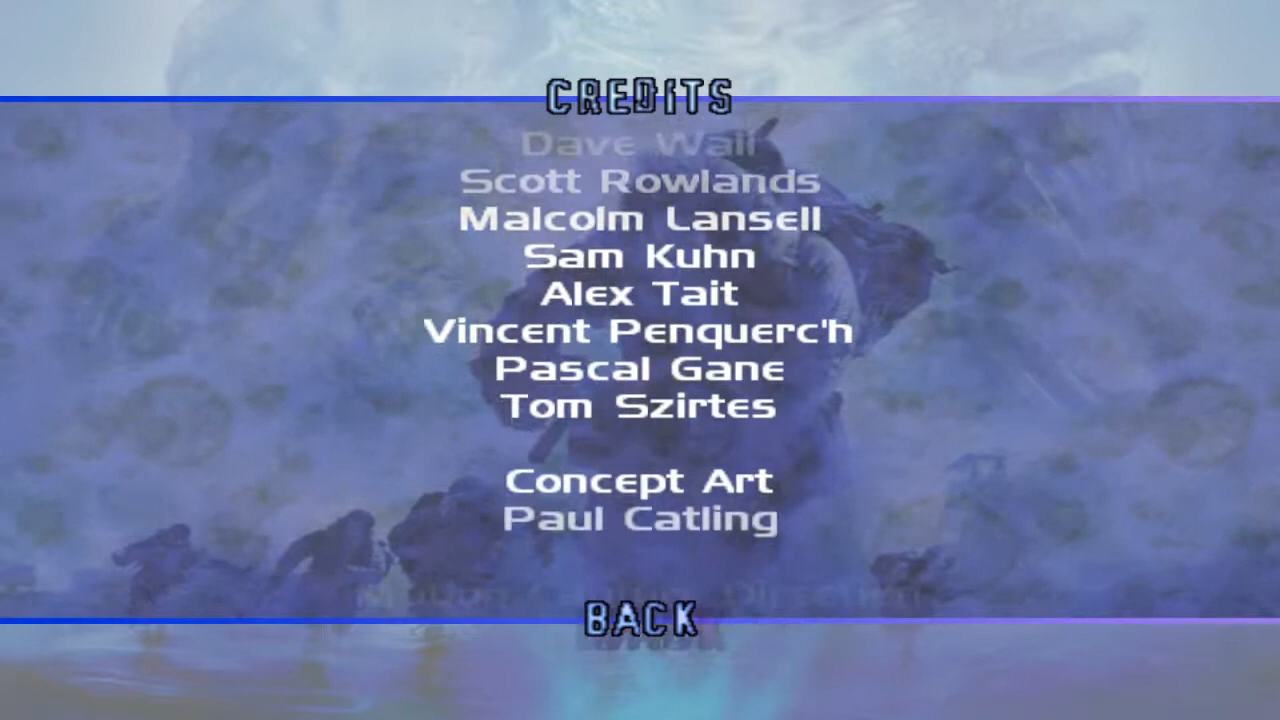 CREDITS
Dave Wall
Scott Rowlands
Malcolm Lansell
Sam Kuhn
Alex Tait
Vincent Penquerc'h
Pascal Gane
Tom Szirtes
Concept Art
Paul Catling
Direction
BACK